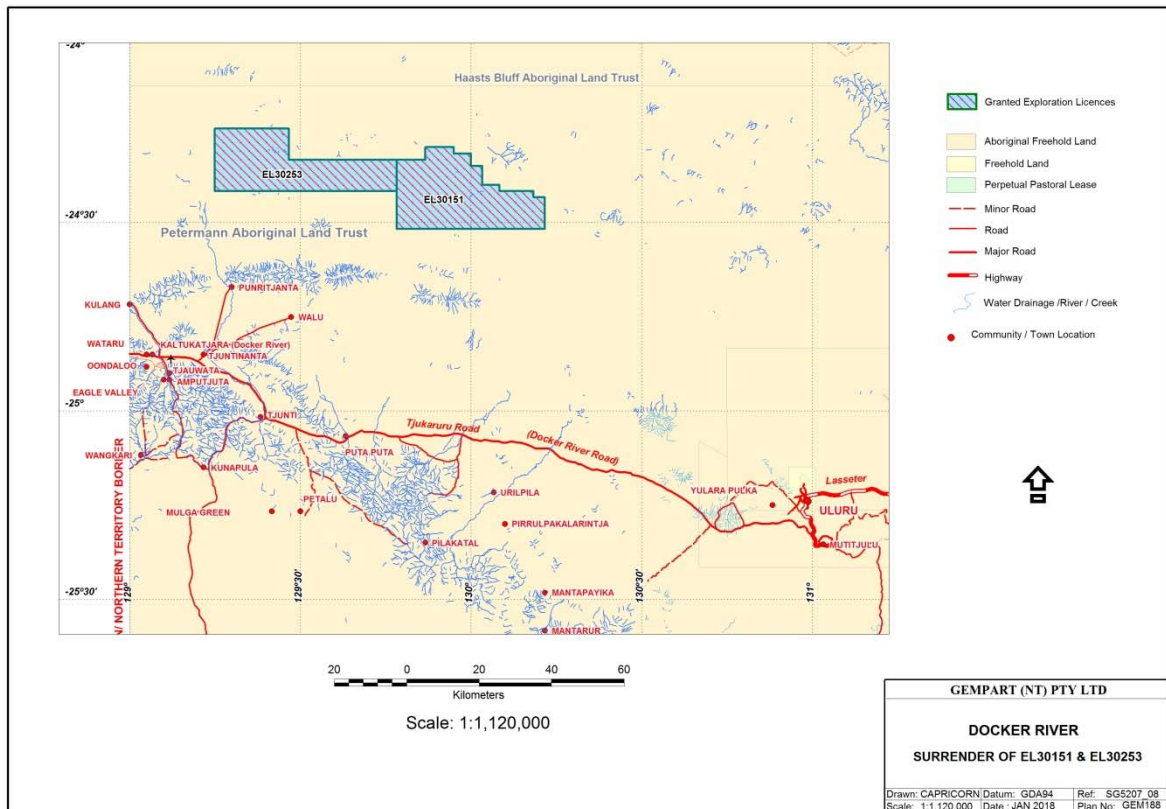 -24°
Haasts Bluff Aboriginal Land Trust
EL30253
EL30151
-24°30'
Petermann Aboriginal Land Trust
PUNRITJANTA
KULANG
WALU
WATARU
KALTUKATJARA (Docker River)
TJUNTINANTA
OONDALOO
TJAUWATA
AMPUTJUTA
EAGLE VALLEY
-25°
TJUNTI
Tjukaruru Road
(Docker River Road)
PUTA PUTA
WANGKARI
KUNAPULA
Lasseter
YULARA PULKA
URILPILA
PETALU
MULGA GREEN
ULURU
PIRRULPAKALARINTJA
PILAKATAL
MUTITJULU
-25°30'
MANTAPAYIKA
MANTARUR
N/ NORTHERN TERRITORY BORDER
129°
129°30'
130°
130°30'
131°
Granted Exploration Licences
Aboriginal Freehold Land
Freehold Land
Perpetual Pastoral Lease
Minor Road
Road
Major Road
Highway
Water Drainage /River / Creek
Community / Town Location
20 0 20 40 60
Kilometers
Scale: 1:1,120,000
GEMPART (NT) PTY LTD
DOCKER RIVER
SURRENDER OF EL30151 & EL30253
Drawn: CAPRICORN Datum: GDA94 Ref: SG5207_08
Scale: 1:1,120,000 Date : JAN 2018 Plan No: GEM188